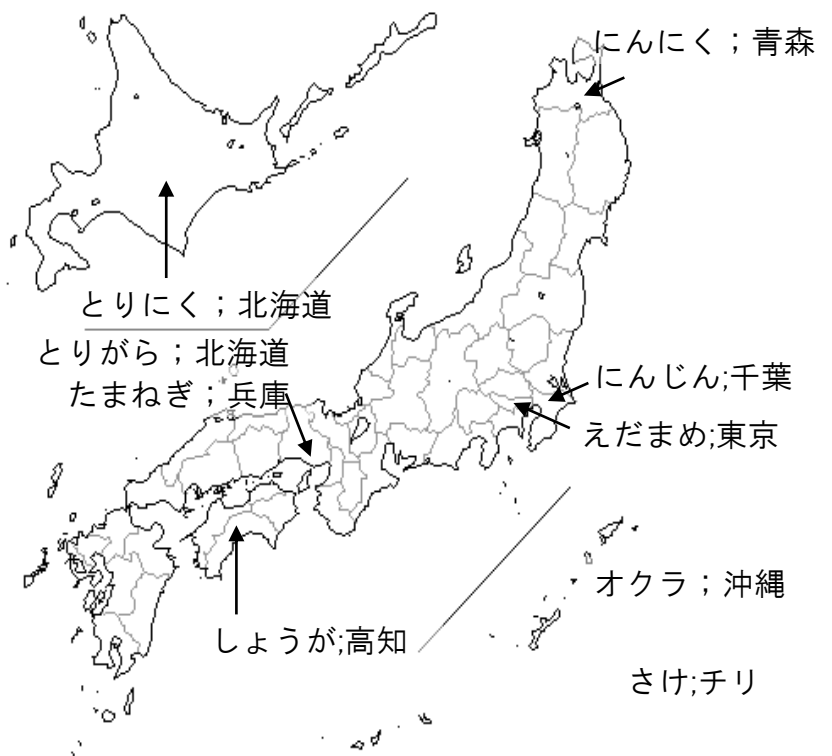 にんにく；青森
とりにく；北海道
とりがら；北海道
たまねぎ；兵庫
にんじん;千葉
えだまめ;東京
オクラ；沖縄
しょうが;高知
さけ;チリ